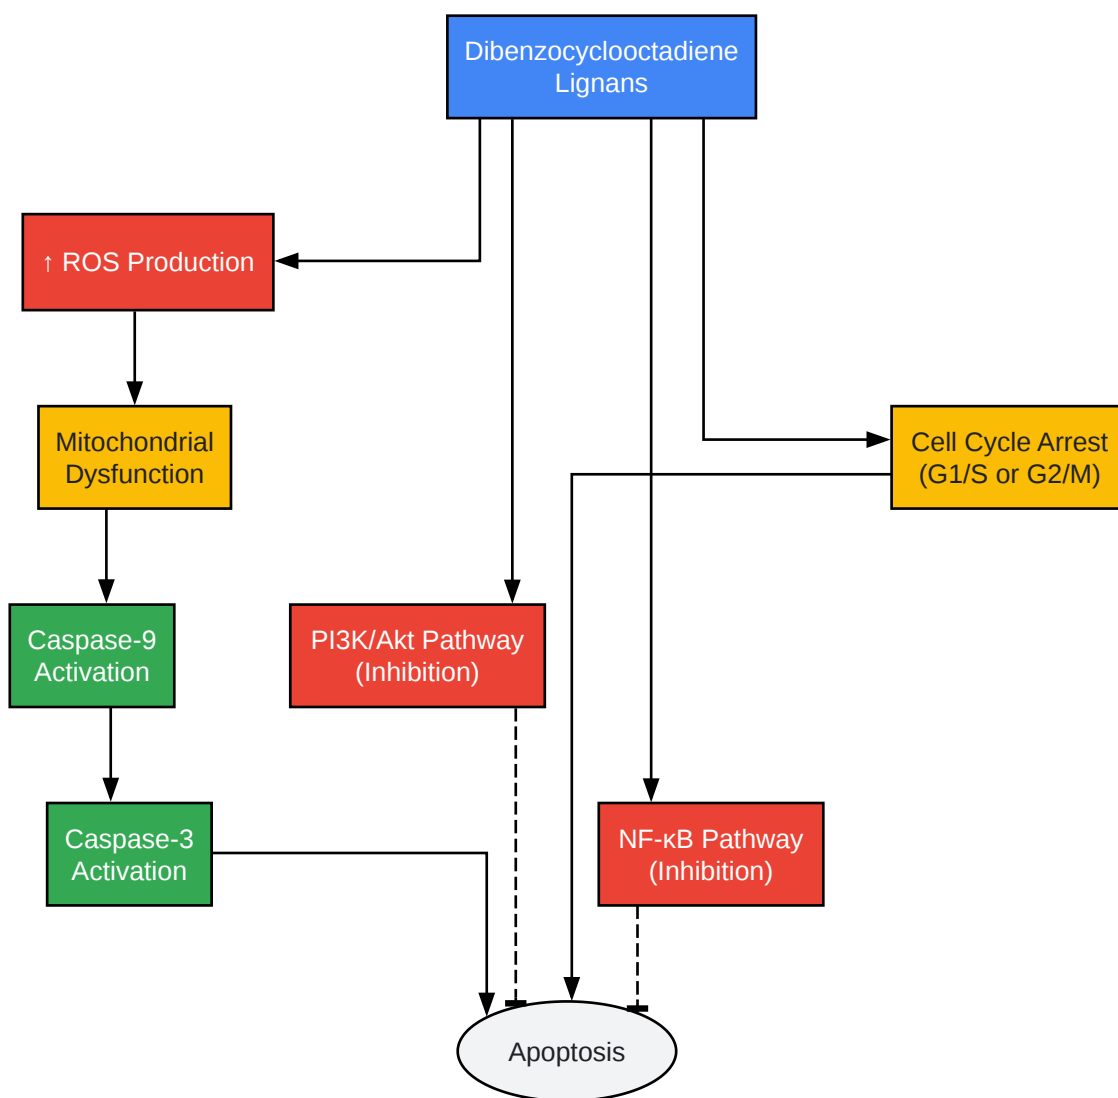 Dibenzocyclooctadiene
Lignans
↑ ROS Production
Mitochondrial
Dysfunction
Cell Cycle Arrest
(G1/S or G2/M)
Caspase-9
Activation
PI3K/Akt Pathway
(Inhibition)
Caspase-3
Activation
NF-κB Pathway
(Inhibition)
Apoptosis